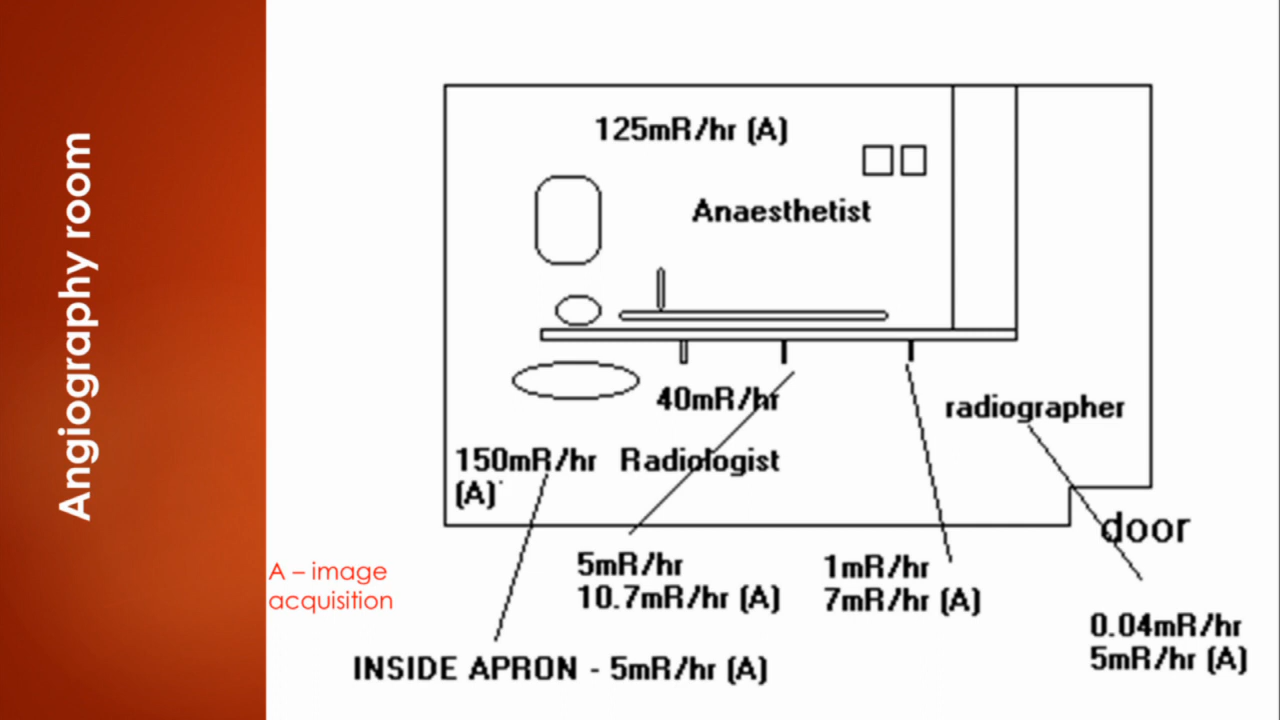 Angiography room
125mR/hr (A)
Anaesthetist
40mR/hr
radiographer
150mR/hr Radiologist
(A)
door
5mR/hr
10.7mR/hr (A)
1mR/hr
7mR/hr (A)
A – image
acquisition
0.04mR/hr
5mR/hr (A)
INSIDE APRON - 5mR/hr (A)